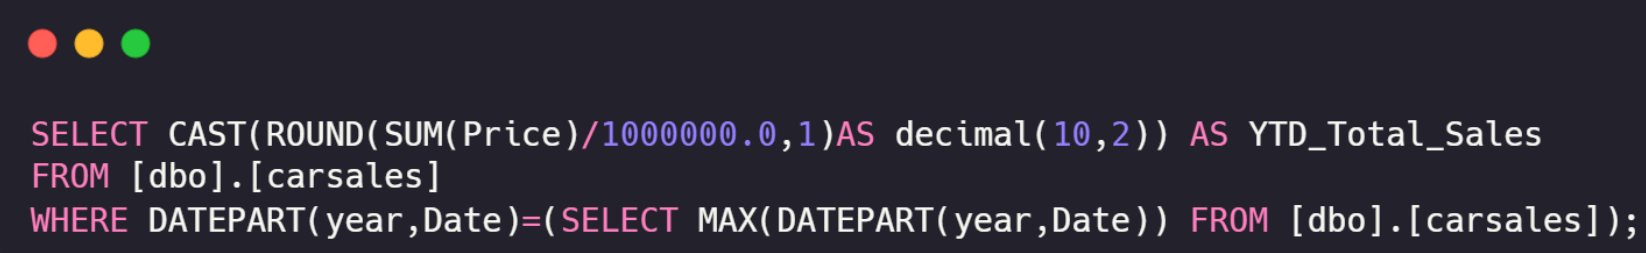 SELECT CAST(ROUND(SUM(Price)/1000000.0,1)AS decimal(10,2)) AS YTD_Total_Sales
FROM [dbo].[carsales]
WHERE DATEPART(year,Date)=(SELECT MAX(DATEPART(year,Date)) FROM [dbo].[carsales]);